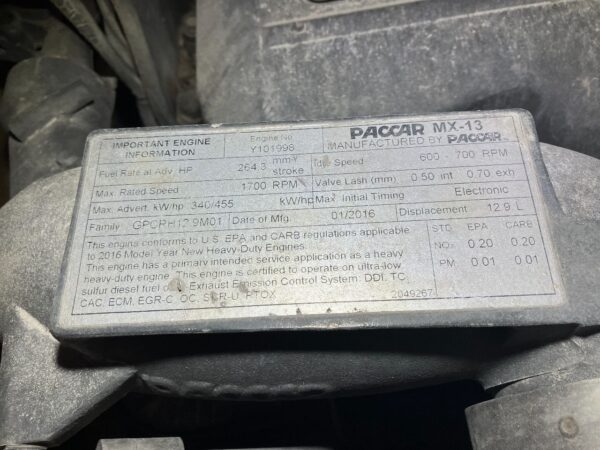 IMPORTANT ENGINE INFORMATION
Engine No. Y101998
PACCAR MX-13
MANUFACTURED BY PACCAR
Fuel Rate at Adv. HP 264.3 mm³/stroke
Idle Speed 600 - 700 RPM
Max. Rated Speed 1700 RPM
Valve Lash (mm) 0.50 int 0.70 exh
Max. Advert. kW/hp 340/455 kW/hp
Max Initial Timing Electronic
Family GPCRH12.9M01
Date of Mfg. 01/2016
Displacement 12.9 L
This engine conforms to U.S. EPA and CARB regulations applicable
to 2016 Model Year New Heavy-Duty Engines.
This engine has a primary intended service application as a heavy
heavy-duty engine. This engine is certified to operate on ultra-low
sulfur diesel fuel Exhaust Emission Control System: DDI, TC,
CAC, ECM, EGR-C, OC, SCR-U, PTOX
STD EPA CARB
NOx 0.20 0.20
PM 0.01 0.01
2049267